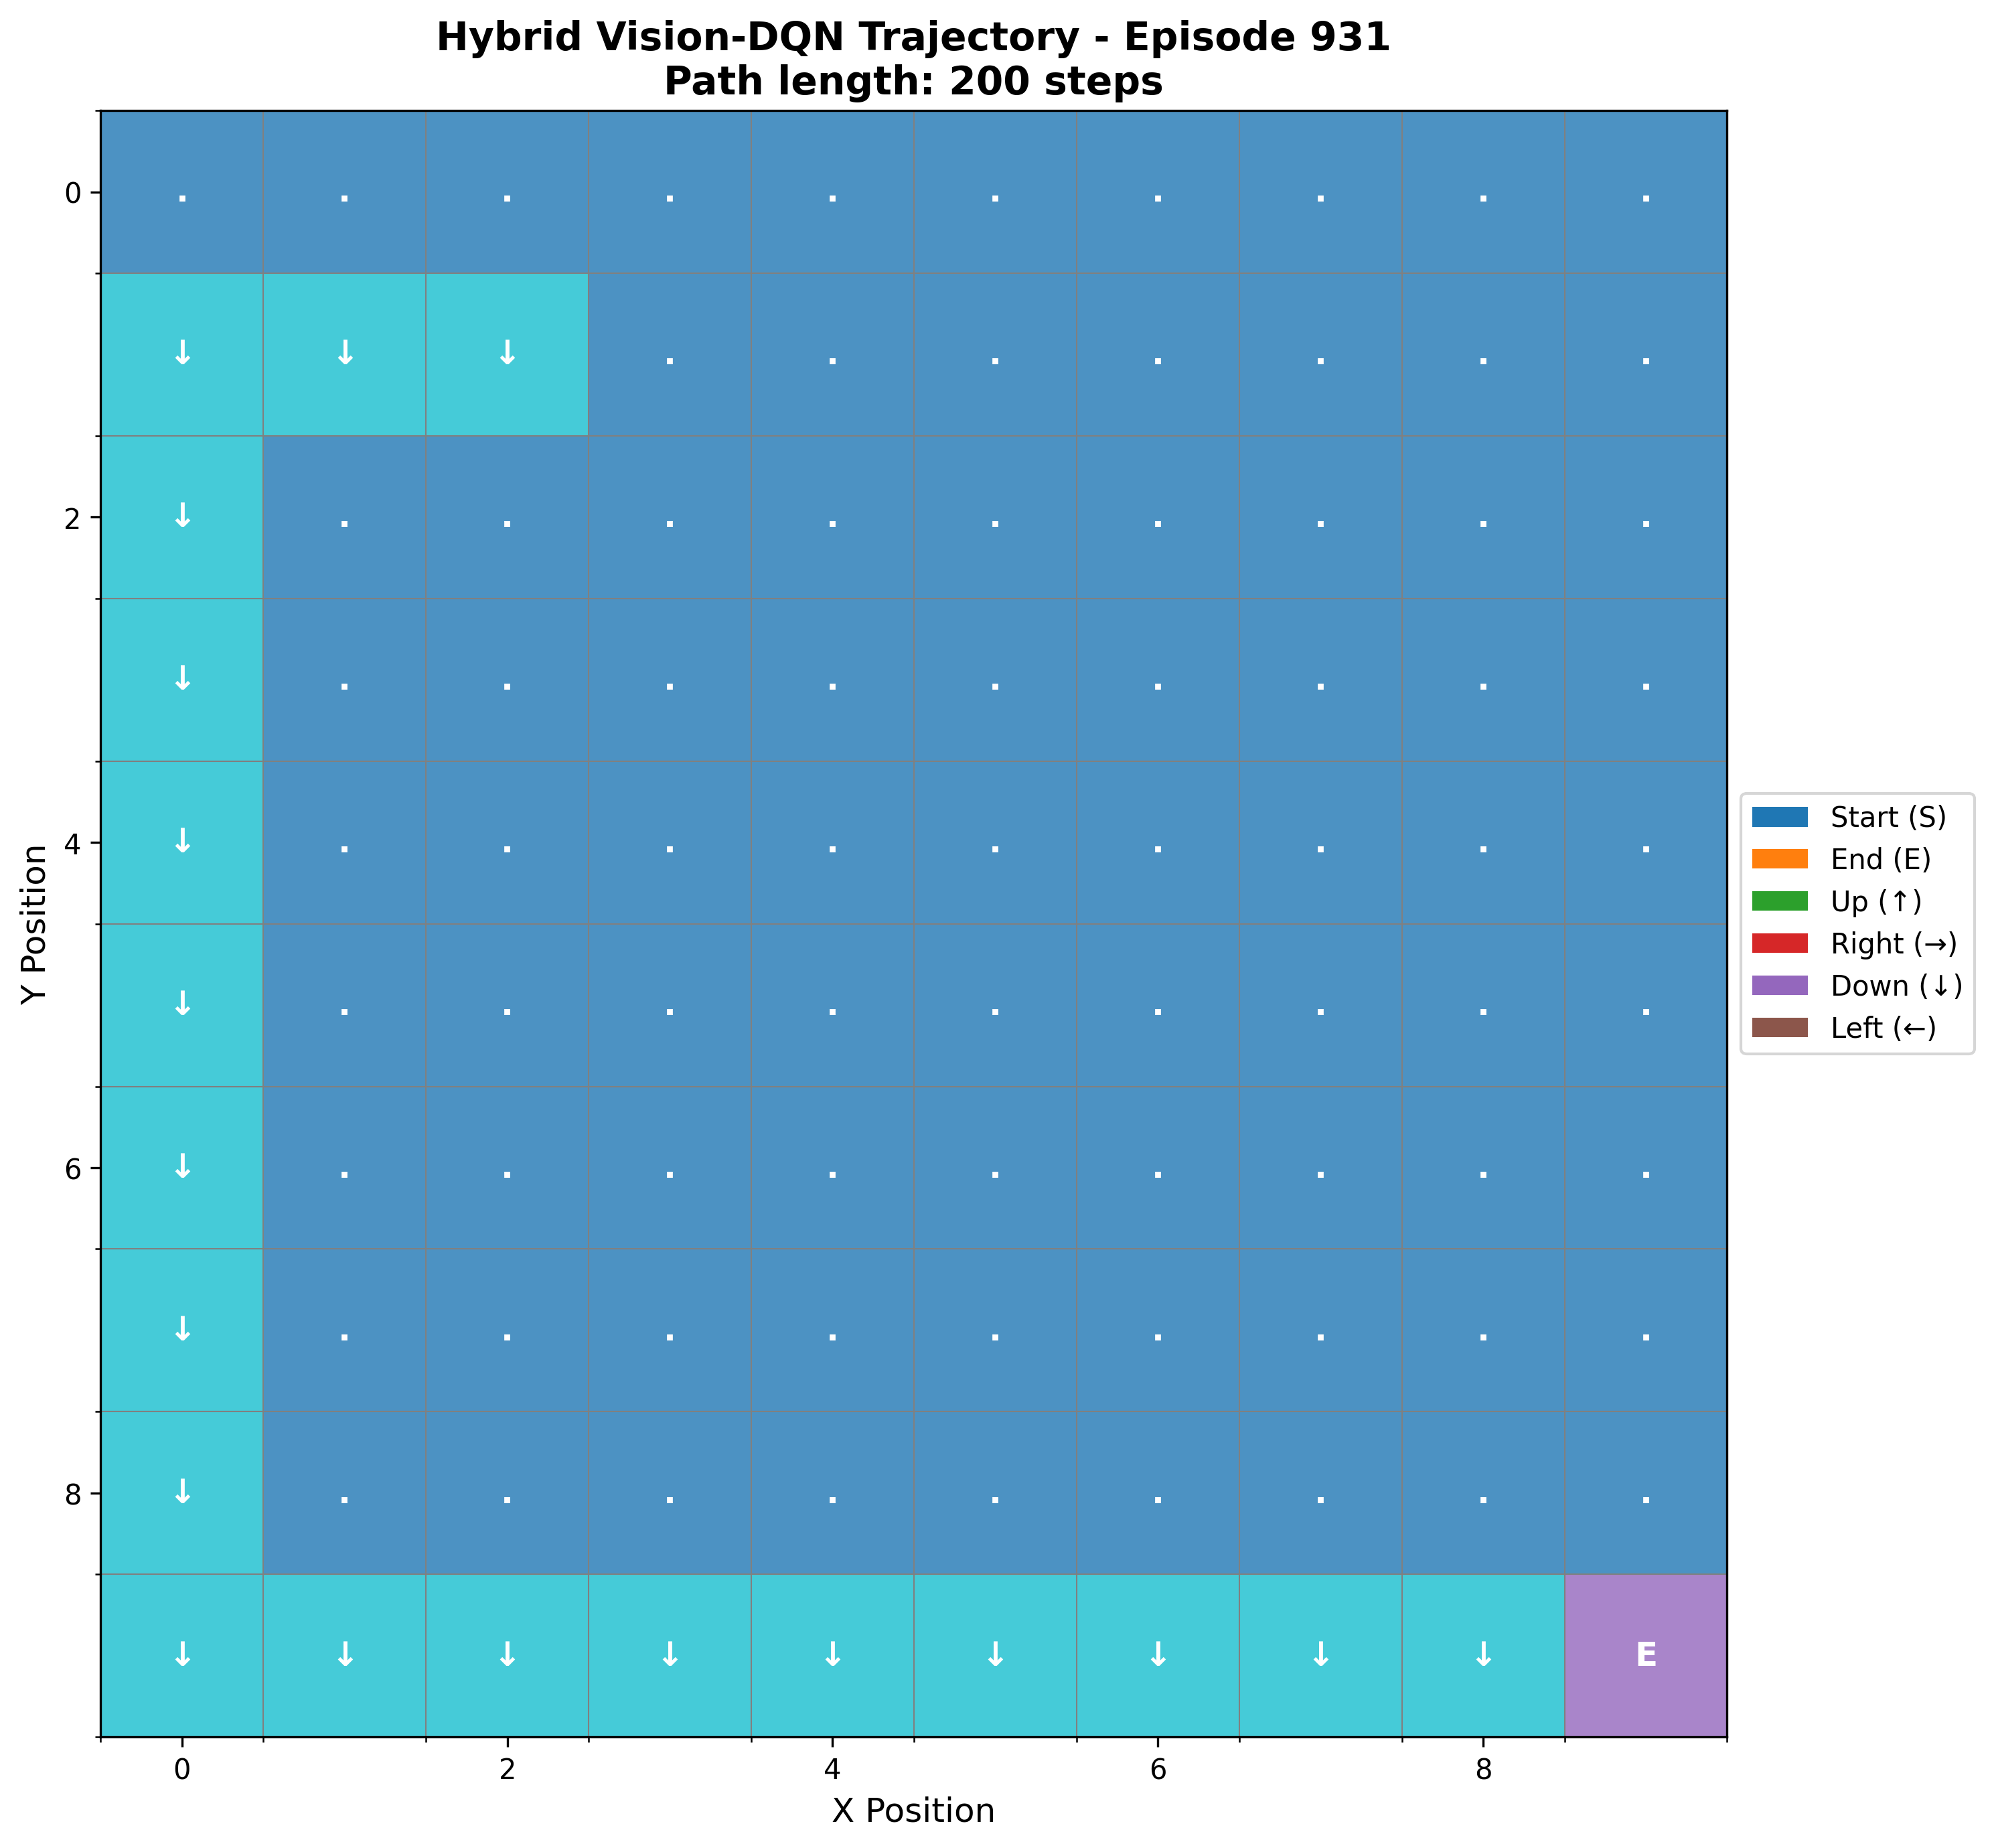 Hybrid Vision-DQN Trajectory - Episode 931
Path length: 200 steps
0 . . . . . . . . . .
↓ ↓ ↓ . . . . . . .
2 ↓ . . . . . . . . .
↓ . . . . . . . . .
4 ↓ . . . . . . . . .
↓ . . . . . . . . .
6 ↓ . . . . . . . . .
↓ . . . . . . . . .
8 ↓ . . . . . . . . .
↓ ↓ ↓ ↓ ↓ ↓ ↓ ↓ ↓ E
0 2 4 6 8
X Position
Y Position
Start (S)
End (E)
Up (↑)
Right (→)
Down (↓)
Left (←)